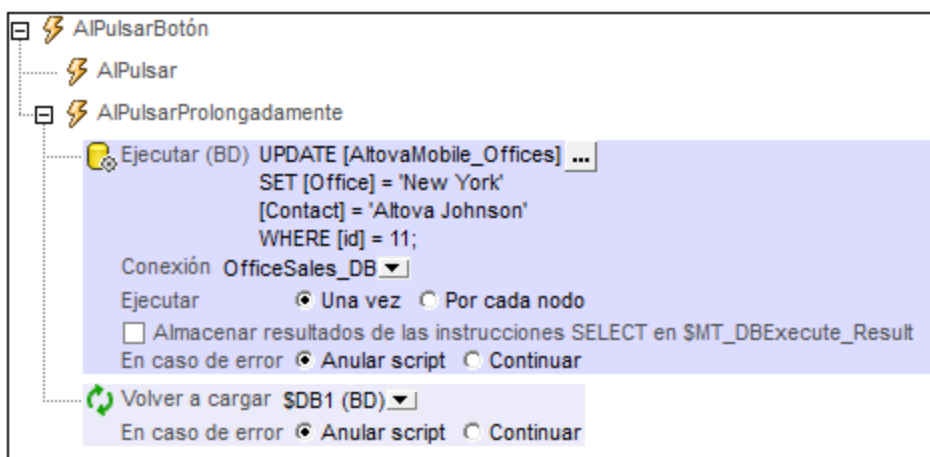 AlPulsarBotón
AlPulsar
AlPulsarProlongadamente
Ejecutar (BD) UPDATE [AltovaMobile_Offices] ...
SET [Office] = 'New York'
[Contact] = 'Altova Johnson'
WHERE [id] = 11;
Conexión OfficeSales_DB
Ejecutar Una vez Por cada nodo
Almacenar resultados de las instrucciones SELECT en $MT_DBExecute_Result
En caso de error Anular script Continuar
Volver a cargar $DB1 (BD)
En caso de error Anular script Continuar